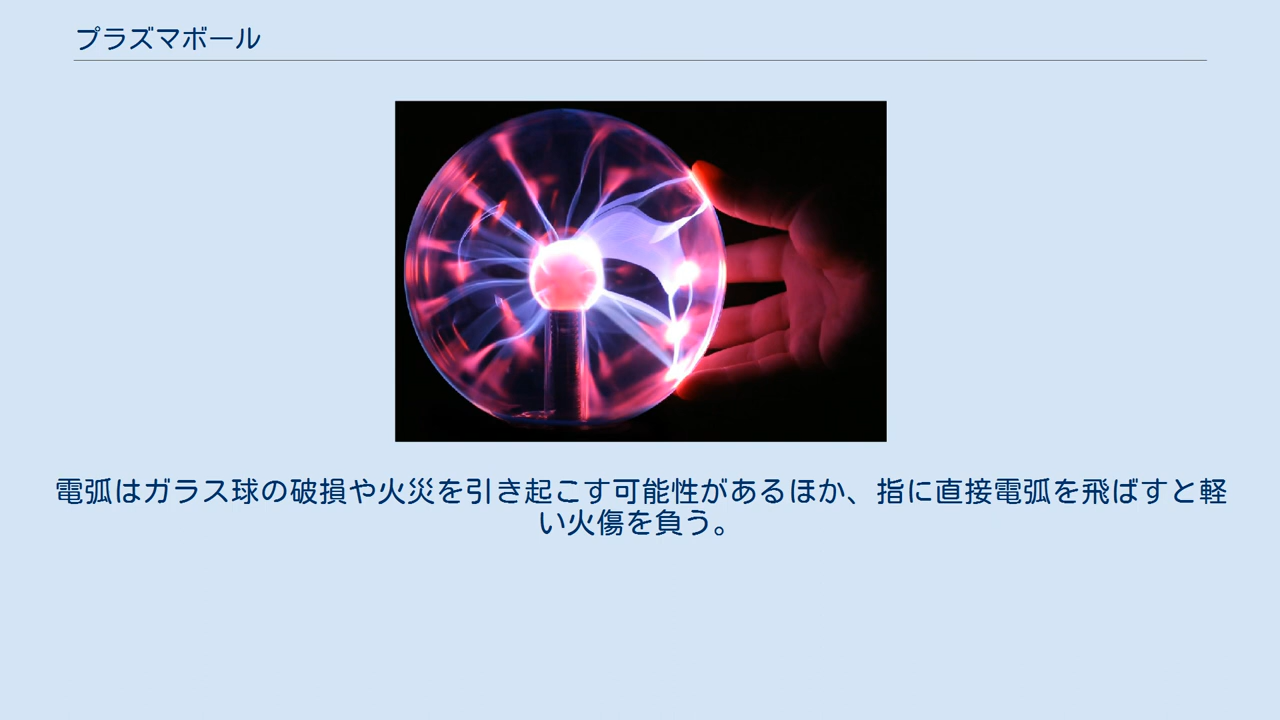 プラズマボール
電弧はガラス球の破損や火災を引き起こす可能性があるほか、指に直接電弧を飛ばすと軽
い火傷を負う。